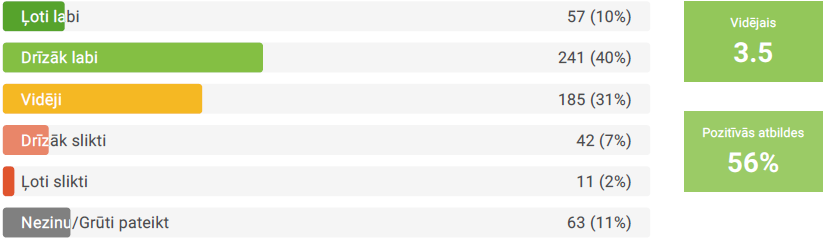 Ļoti labi 57 (10%)
Drīzāk labi 241 (40%)
Vidēji 185 (31%)
Drīzāk slikti 42 (7%)
Ļoti slikti 11 (2%)
Nezinu/Grūti pateikt 63 (11%)
Vidējais
3.5
Pozitīvās atbildes
56%